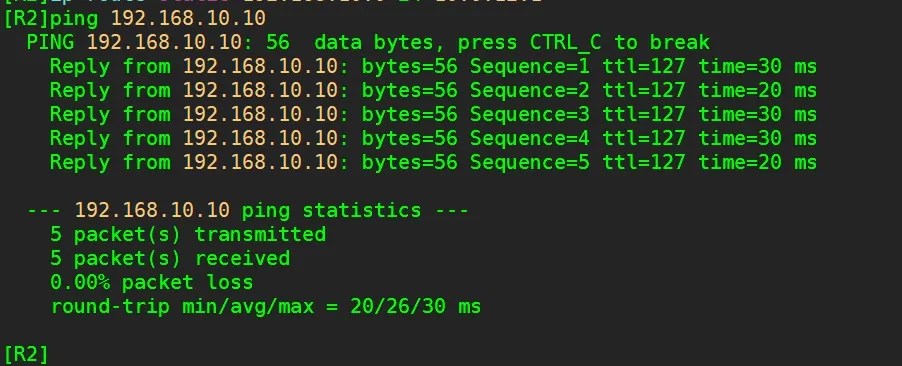 [R2]ping 192.168.10.10
  PING 192.168.10.10: 56  data bytes, press CTRL_C to break
    Reply from 192.168.10.10: bytes=56 Sequence=1 ttl=127 time=30 ms
    Reply from 192.168.10.10: bytes=56 Sequence=2 ttl=127 time=20 ms
    Reply from 192.168.10.10: bytes=56 Sequence=3 ttl=127 time=30 ms
    Reply from 192.168.10.10: bytes=56 Sequence=4 ttl=127 time=30 ms
    Reply from 192.168.10.10: bytes=56 Sequence=5 ttl=127 time=20 ms

  --- 192.168.10.10 ping statistics ---
    5 packet(s) transmitted
    5 packet(s) received
    0.00% packet loss
    round-trip min/avg/max = 20/26/30 ms

[R2]